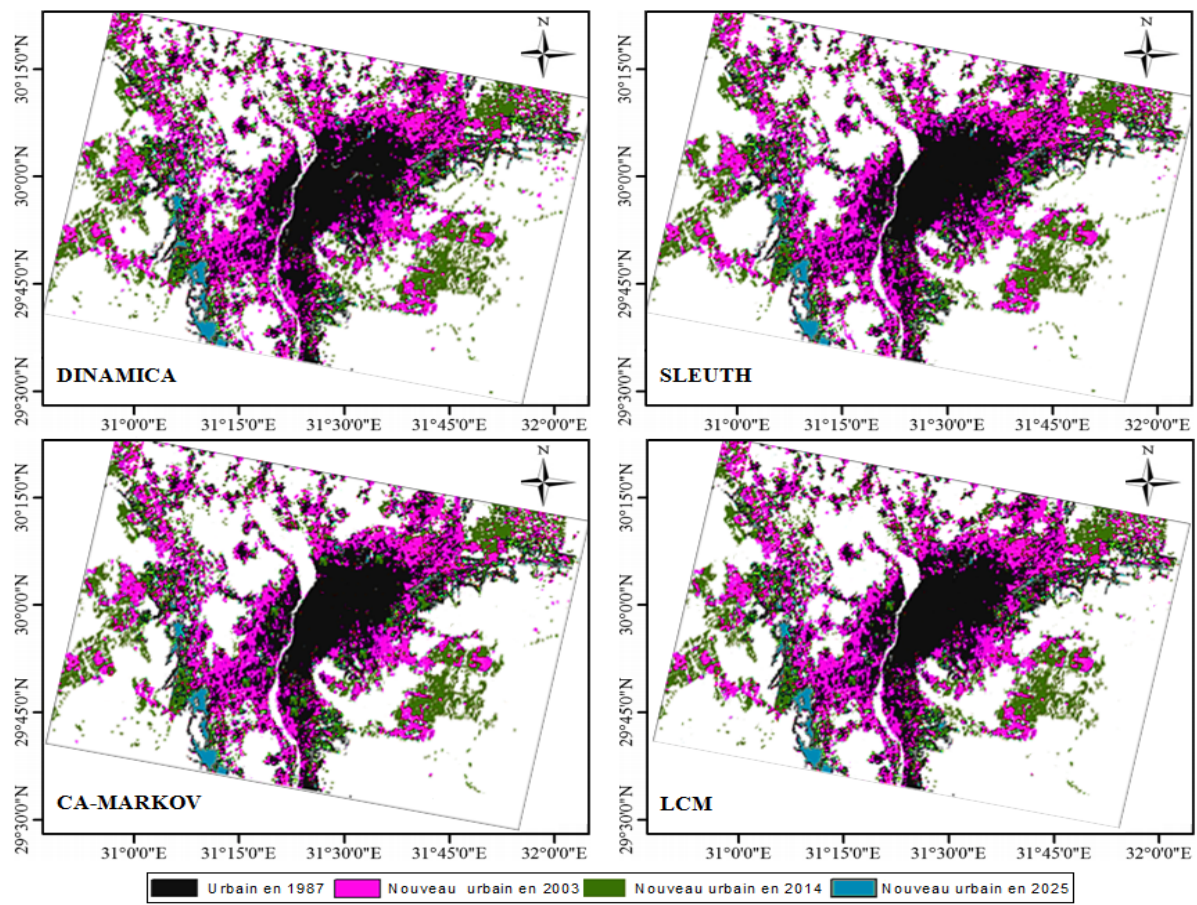 N
N
30°15'0"N
30°0'0"N
29°45'0"N
29°30'0"N
DINAMICA
31°0'0"E
31°15'0"E
31°30'0"E
31°45'0"E
32°0'0"E
30°15'0"N
30°0'0"N
29°45'0"N
29°30'0"N
SLEUTH
31°0'0"E
31°15'0"E
31°30'0"E
31°45'0"E
32°0'0"E
N
N
30°15'0"N
30°0'0"N
29°45'0"N
29°30'0"N
CA-MARKOV
31°0'0"E
31°15'0"E
31°30'0"E
31°45'0"E
32°0'0"E
30°15'0"N
30°0'0"N
29°45'0"N
29°30'0"N
LCM
31°0'0"E
31°15'0"E
31°30'0"E
31°45'0"E
32°0'0"E
Urbain en 1987
Nouveau urbain en 2003
Nouveau urbain en 2014
Nouveau urbain en 2025